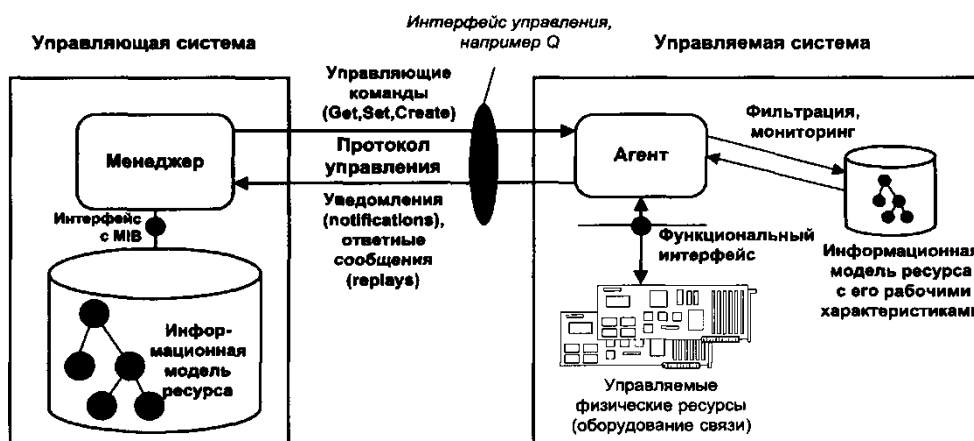 Интерфейс управления,
например Q
Управляющая система
Управляемая система
Управляющие
команды
(Get,Set,Create)
Протокол
управления
Уведомления
(notifications),
ответные
сообщения
(replays)
Менеджер
Интерфейс
с MIB
Инфор-
мационная
модель
ресурса
Агент
Фильтрация,
мониторинг
Функциональный
интерфейс
Информационная
модель ресурса
с его рабочими
характеристиками
Управляемые
физические ресурсы
(оборудование связи)